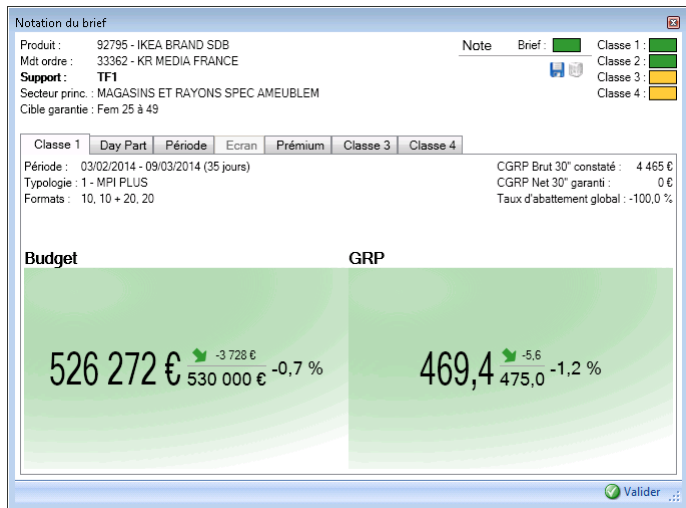 Notation du brief
Produit : 92795 - IKEA BRAND SDB
Mdt ordre : 33362 - KR MEDIA FRANCE
Support : TF1
Secteur princ. : MAGASINS ET RAYONS SPEC AMEUBLEM
Cible garantie : Fem 25 à 49
Note Brief :
Classe 1 :
Classe 2 :
Classe 3 :
Classe 4 :
Classe 1 Day Part Période Ecran Prémium Classe 3 Classe 4
Période : 03/02/2014 - 09/03/2014 (35 jours)
Typologie : 1 - MPI PLUS
Formats : 10, 10 + 20, 20
CGRP Brut 30" constaté : 4 465 €
CGRP Net 30" garanti : 0 €
Taux d'abattement global : -100,0 %
Budget
526 272 € -3 728 € 530 000 € -0,7 %
GRP
469,4 -5,6 475,0 -1,2 %
Valider